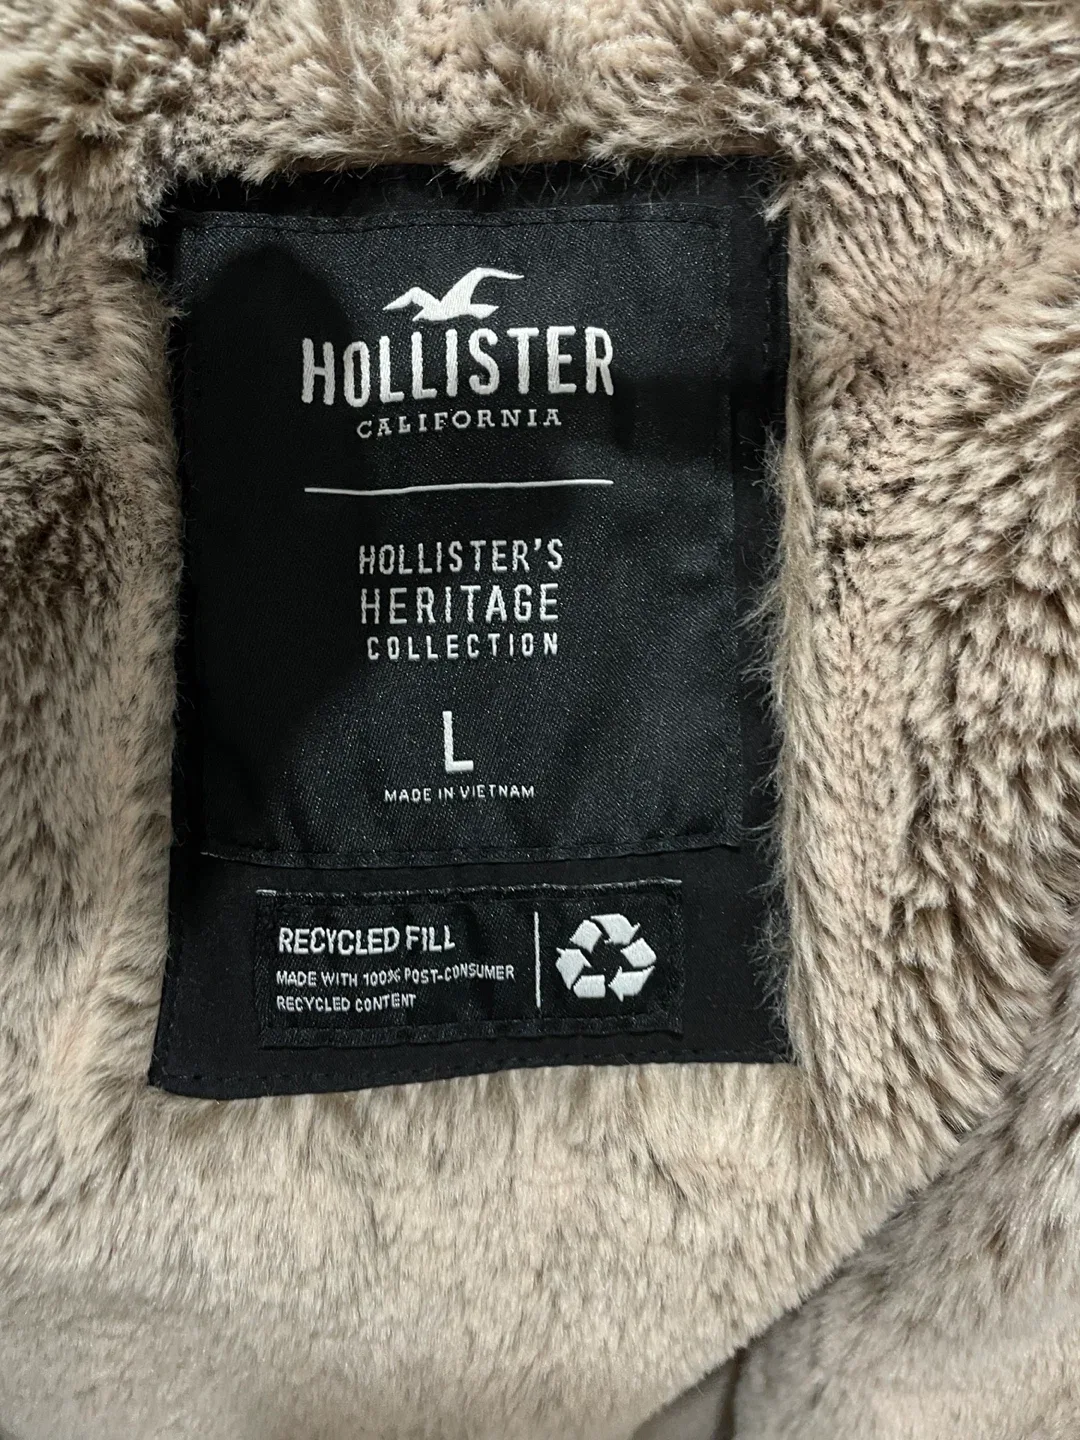 HOLLISTER
CALIFORNIA
HOLLISTER'S
HERITAGE
COLLECTION
L
MADE IN VIETNAM
RECYCLED FILL
MADE WITH 100% POST-CONSUMER
RECYCLED CONTENT